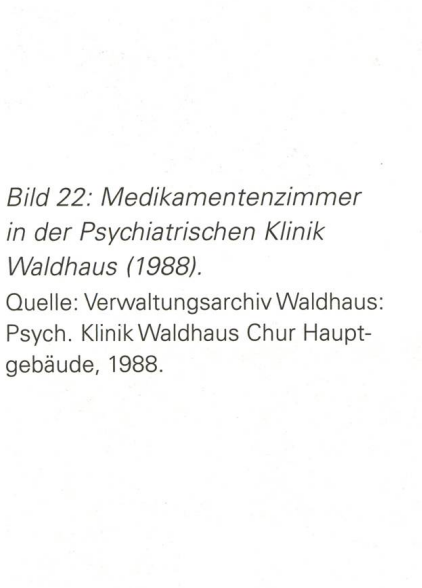 Bild 22: Medikamentenzimmer
in der Psychiatrischen Klinik
Waldhaus (1988).
Quelle: Verwaltungsarchiv Waldhaus:
Psych. Klinik Waldhaus Chur Haupt-
gebäude, 1988.